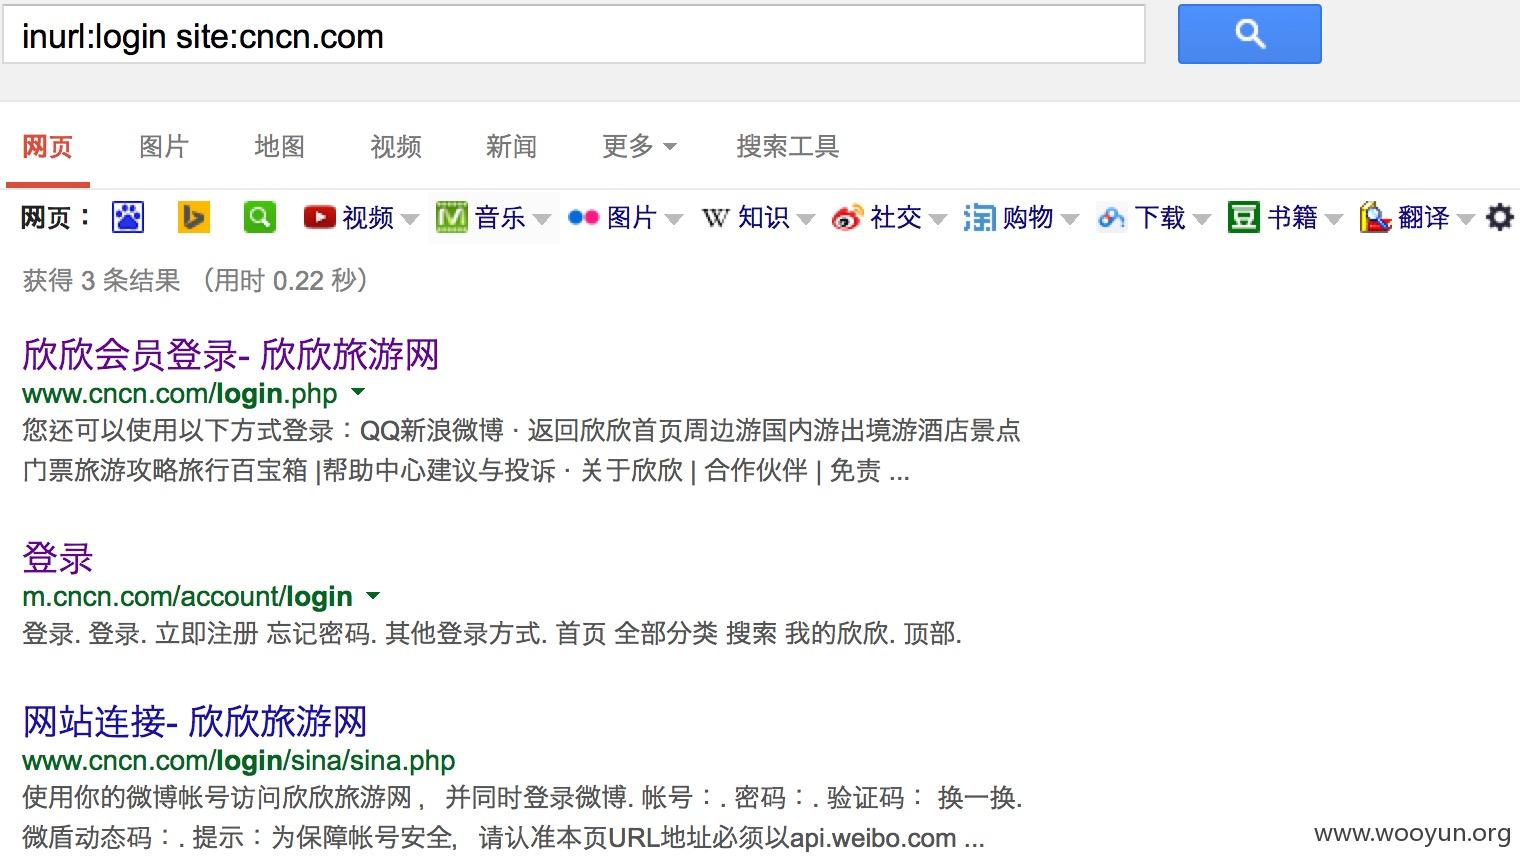 inurl:login site:cncn.com
网页 图片 地图 视频 新闻 更多 搜索工具
网页： 视频 音乐 图片 W 知识 社交 淘 购物 下载 豆 书籍 翻译
获得 3 条结果 （用时 0.22 秒）
欣欣会员登录- 欣欣旅游网
www.cncn.com/login.php
您还可以使用以下方式登录：QQ新浪微博 · 返回欣欣首页周边游国内游出境游酒店景点
门票旅游攻略旅行百宝箱 |帮助中心建议与投诉 · 关于欣欣 | 合作伙伴 | 免责 ...
登录
m.cncn.com/account/login
登录. 登录. 立即注册 忘记密码. 其他登录方式. 首页 全部分类 搜索 我的欣欣. 顶部.
网站连接- 欣欣旅游网
www.cncn.com/login/sina/sina.php
使用你的微博帐号访问欣欣旅游网， 并同时登录微博. 帐号：. 密码：. 验证码： 换一换.
微盾动态码：. 提示：为保障帐号安全， 请认准本页URL地址必须以api.weibo.com ...
www.wooyun.org